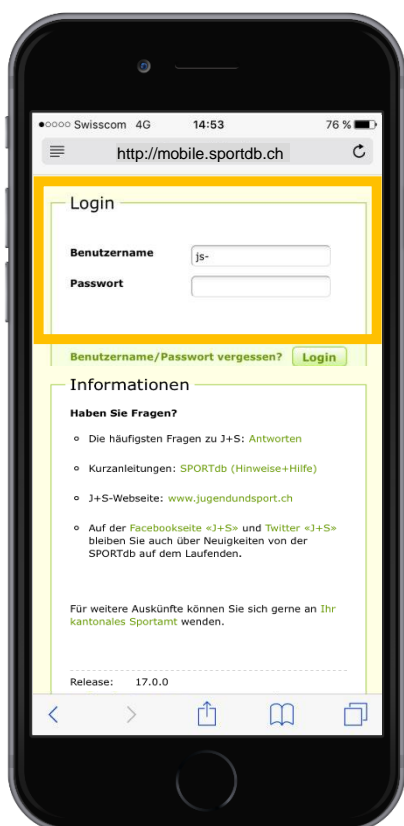 Swisscom 4G 14:53 76 %
http://mobile.sportdb.ch
Login
Benutzername js-
Passwort
Benutzername/Passwort vergessen? Login
Informationen
Haben Sie Fragen?
Die häufigsten Fragen zu J+S: Antworten
Kurzanleitungen: SPORTdb (Hinweise+Hilfe)
J+S-Webseite: www.jugendundsport.ch
Auf der Facebookseite «J+S» und Twitter «J+S»
bleiben Sie auch über Neuigkeiten von der
SPORTdb auf dem Laufenden.
Für weitere Auskünfte können Sie sich gerne an Ihr
kantonales Sportamt wenden.
Release: 17.0.0